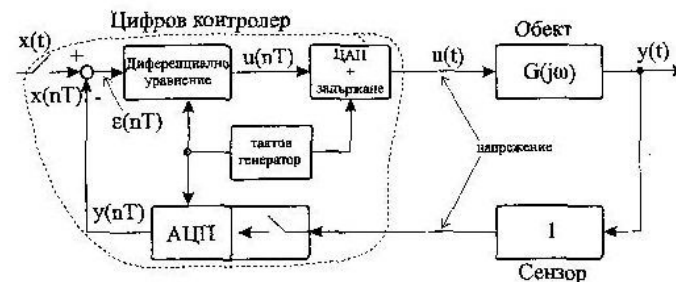 Цифров контролер
x(t)
+
x(nT)
-
ε(nT)
Диференциално
уравнение
u(nT)
ЦАП
+
задържане
u(t)
Обект
G(jω)
y(t)
тактов
генератор
напрежение
y(nT)
АЦП
1
Сензор